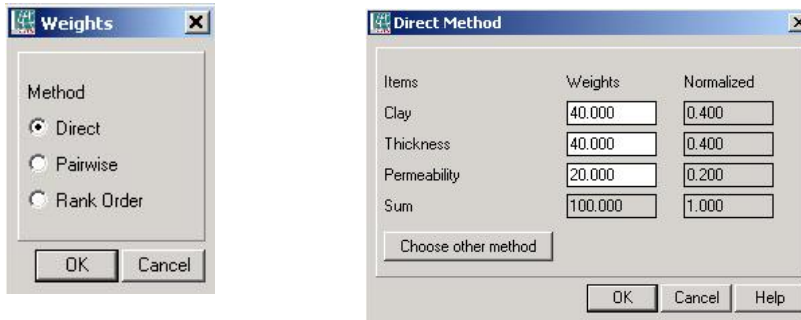 Weights
Method
Direct
Pairwise
Rank Order
OK Cancel
Direct Method
Items Weights Normalized
Clay 40.000 0.400
Thickness 40.000 0.400
Permeability 20.000 0.200
Sum 100.000 1.000
Choose other method
OK Cancel Help